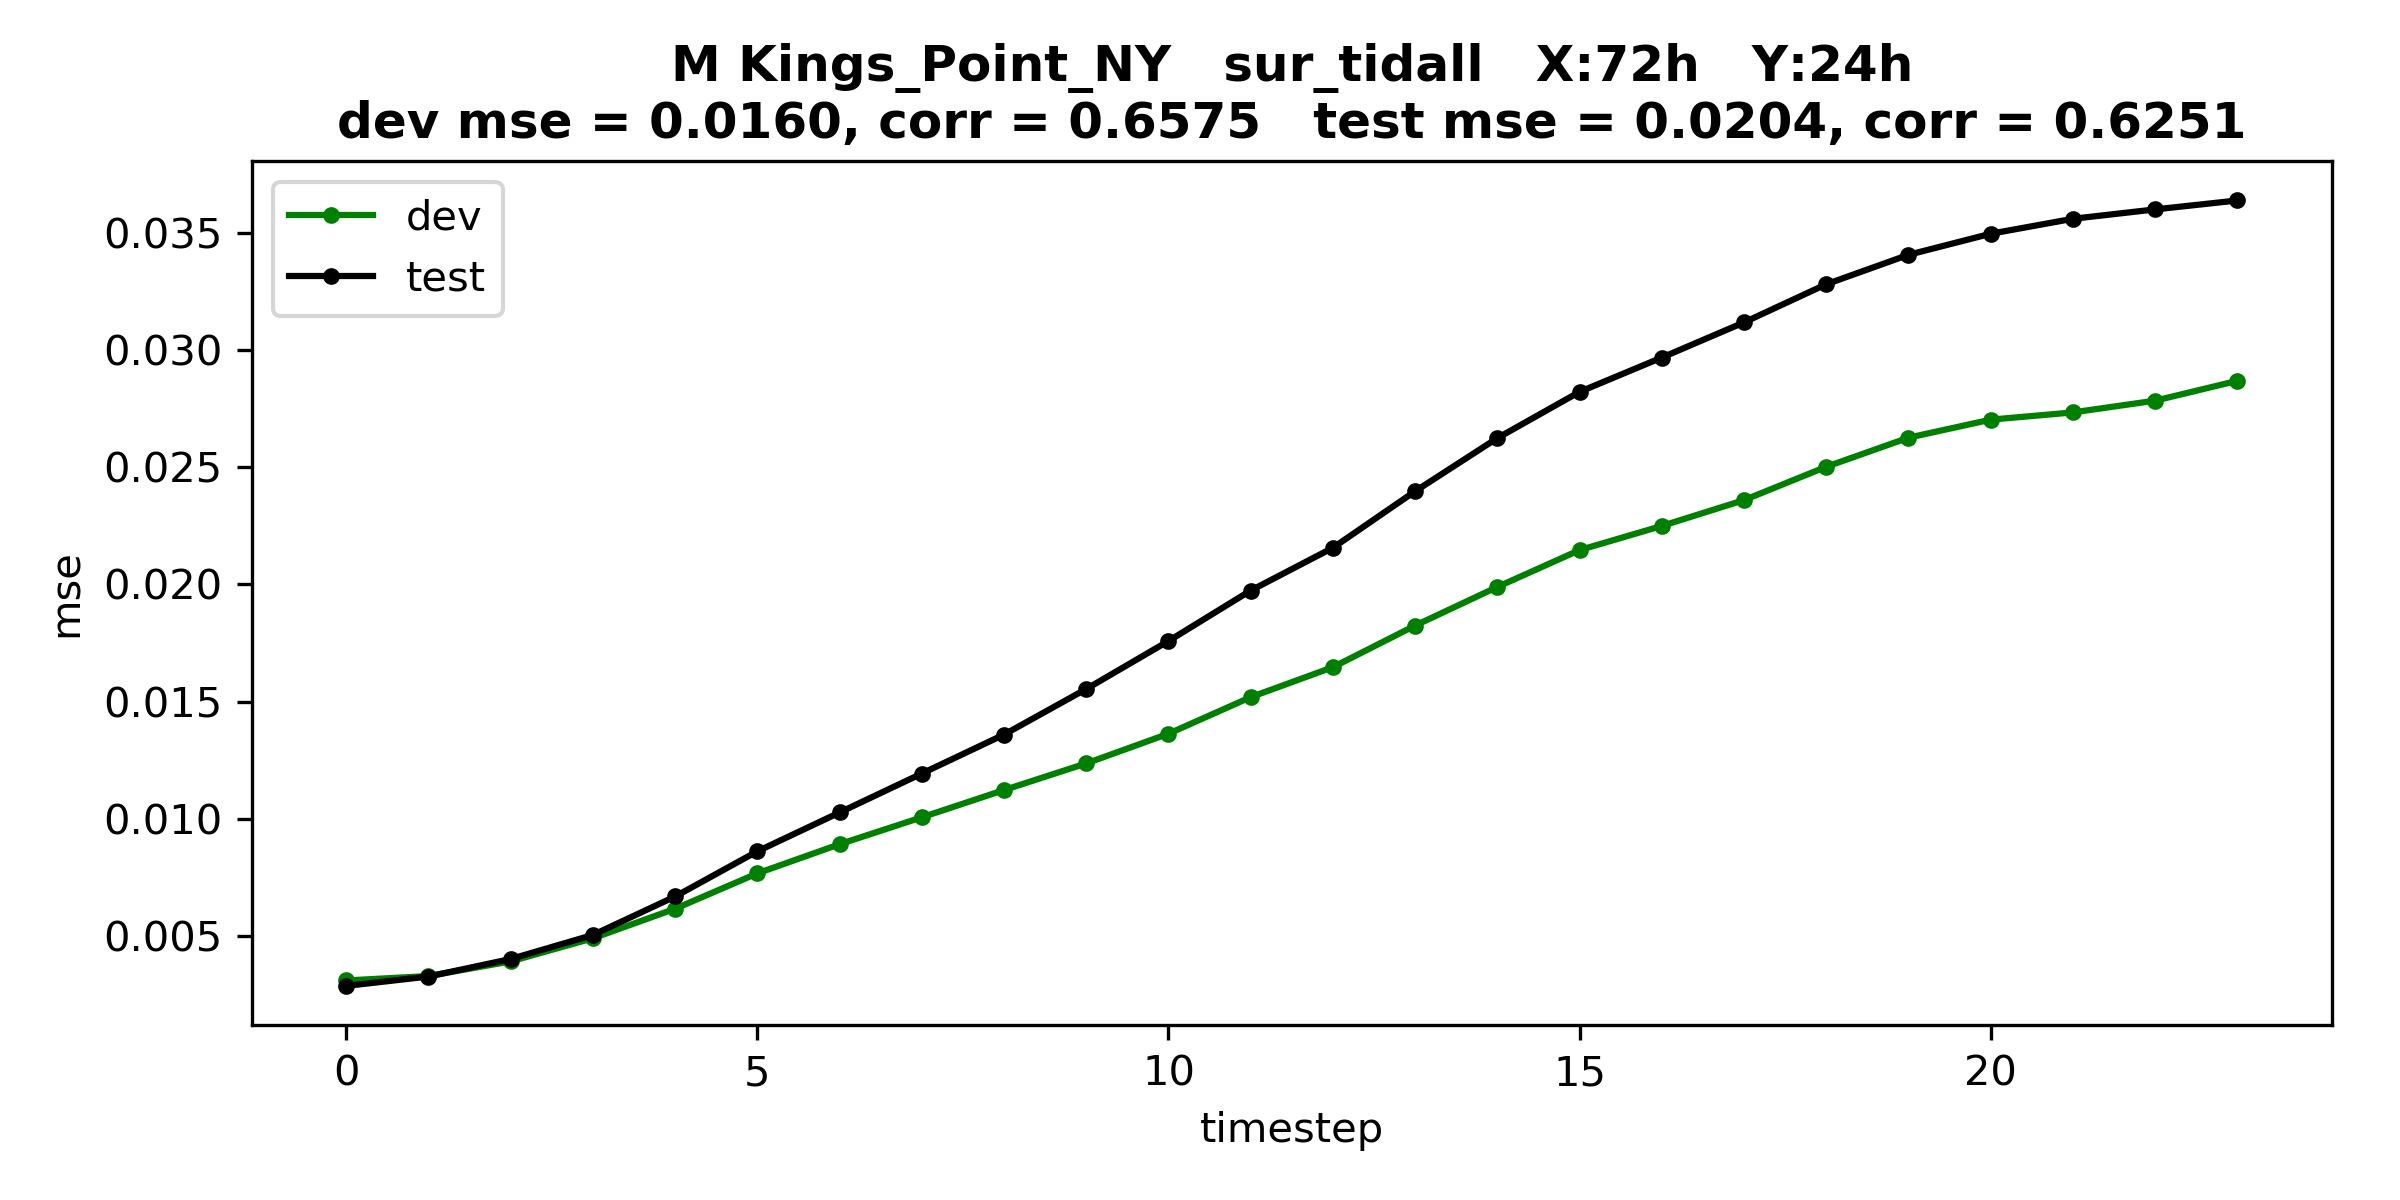 M Kings_Point_NY   sur_tidall   X:72h   Y:24h
dev mse = 0.0160, corr = 0.6575   test mse = 0.0204, corr = 0.6251
dev
test
0.035
0.030
0.025
0.020
0.015
0.010
0.005
mse
0 5 10 15 20
timestep